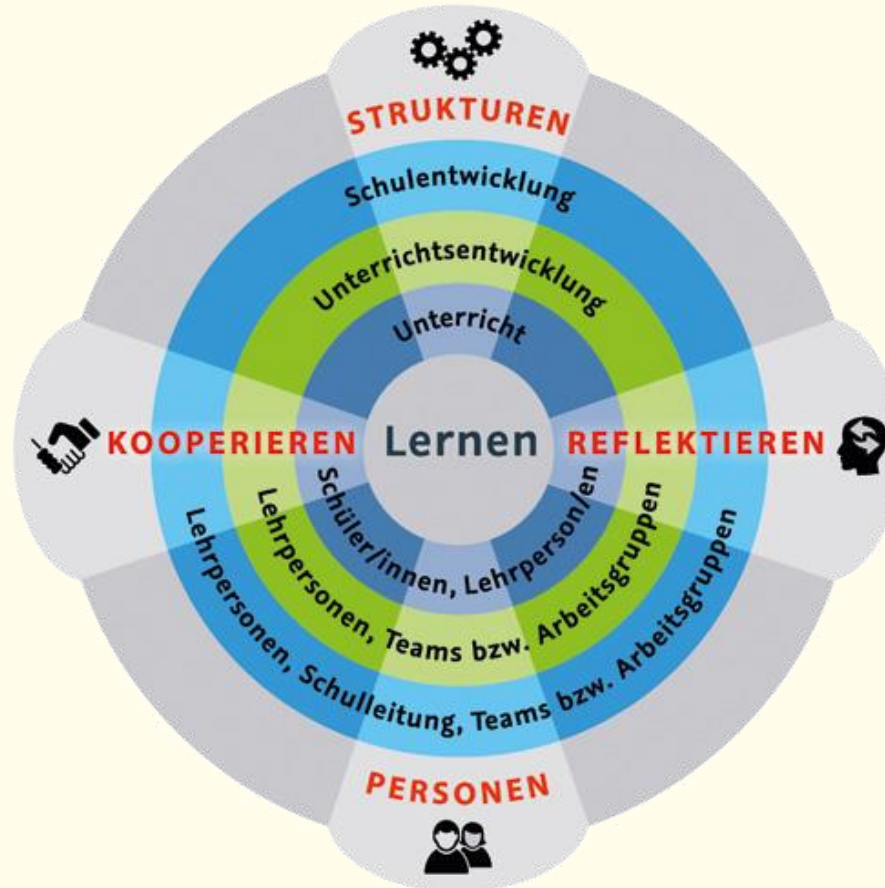 STRUKTUREN
Schulentwicklung
Unterrichtsentwicklung
Unterricht
KOOPERIEREN
Lernen
REFLEKTIEREN
Schüler/innen, Lehrperson/en
Lehrpersonen, Teams bzw. Arbeitsgruppen
Lehrpersonen, Schulleitung, Teams bzw. Arbeitsgruppen
PERSONEN